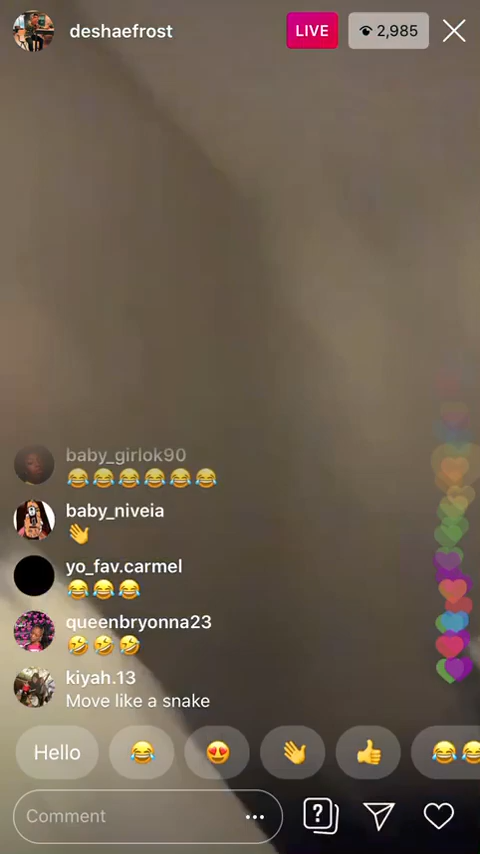 deshaefrost LIVE 2,985
baby_girlok90
😂😂😂😂😂😂
baby_niveia
👋
yo_fav.carmel
😂😂😂
queenbryonna23
🤣🤣🤣
kiyah.13
Move like a snake
Hello 😂 😍 👋 👍 😂😂
Comment ... ?